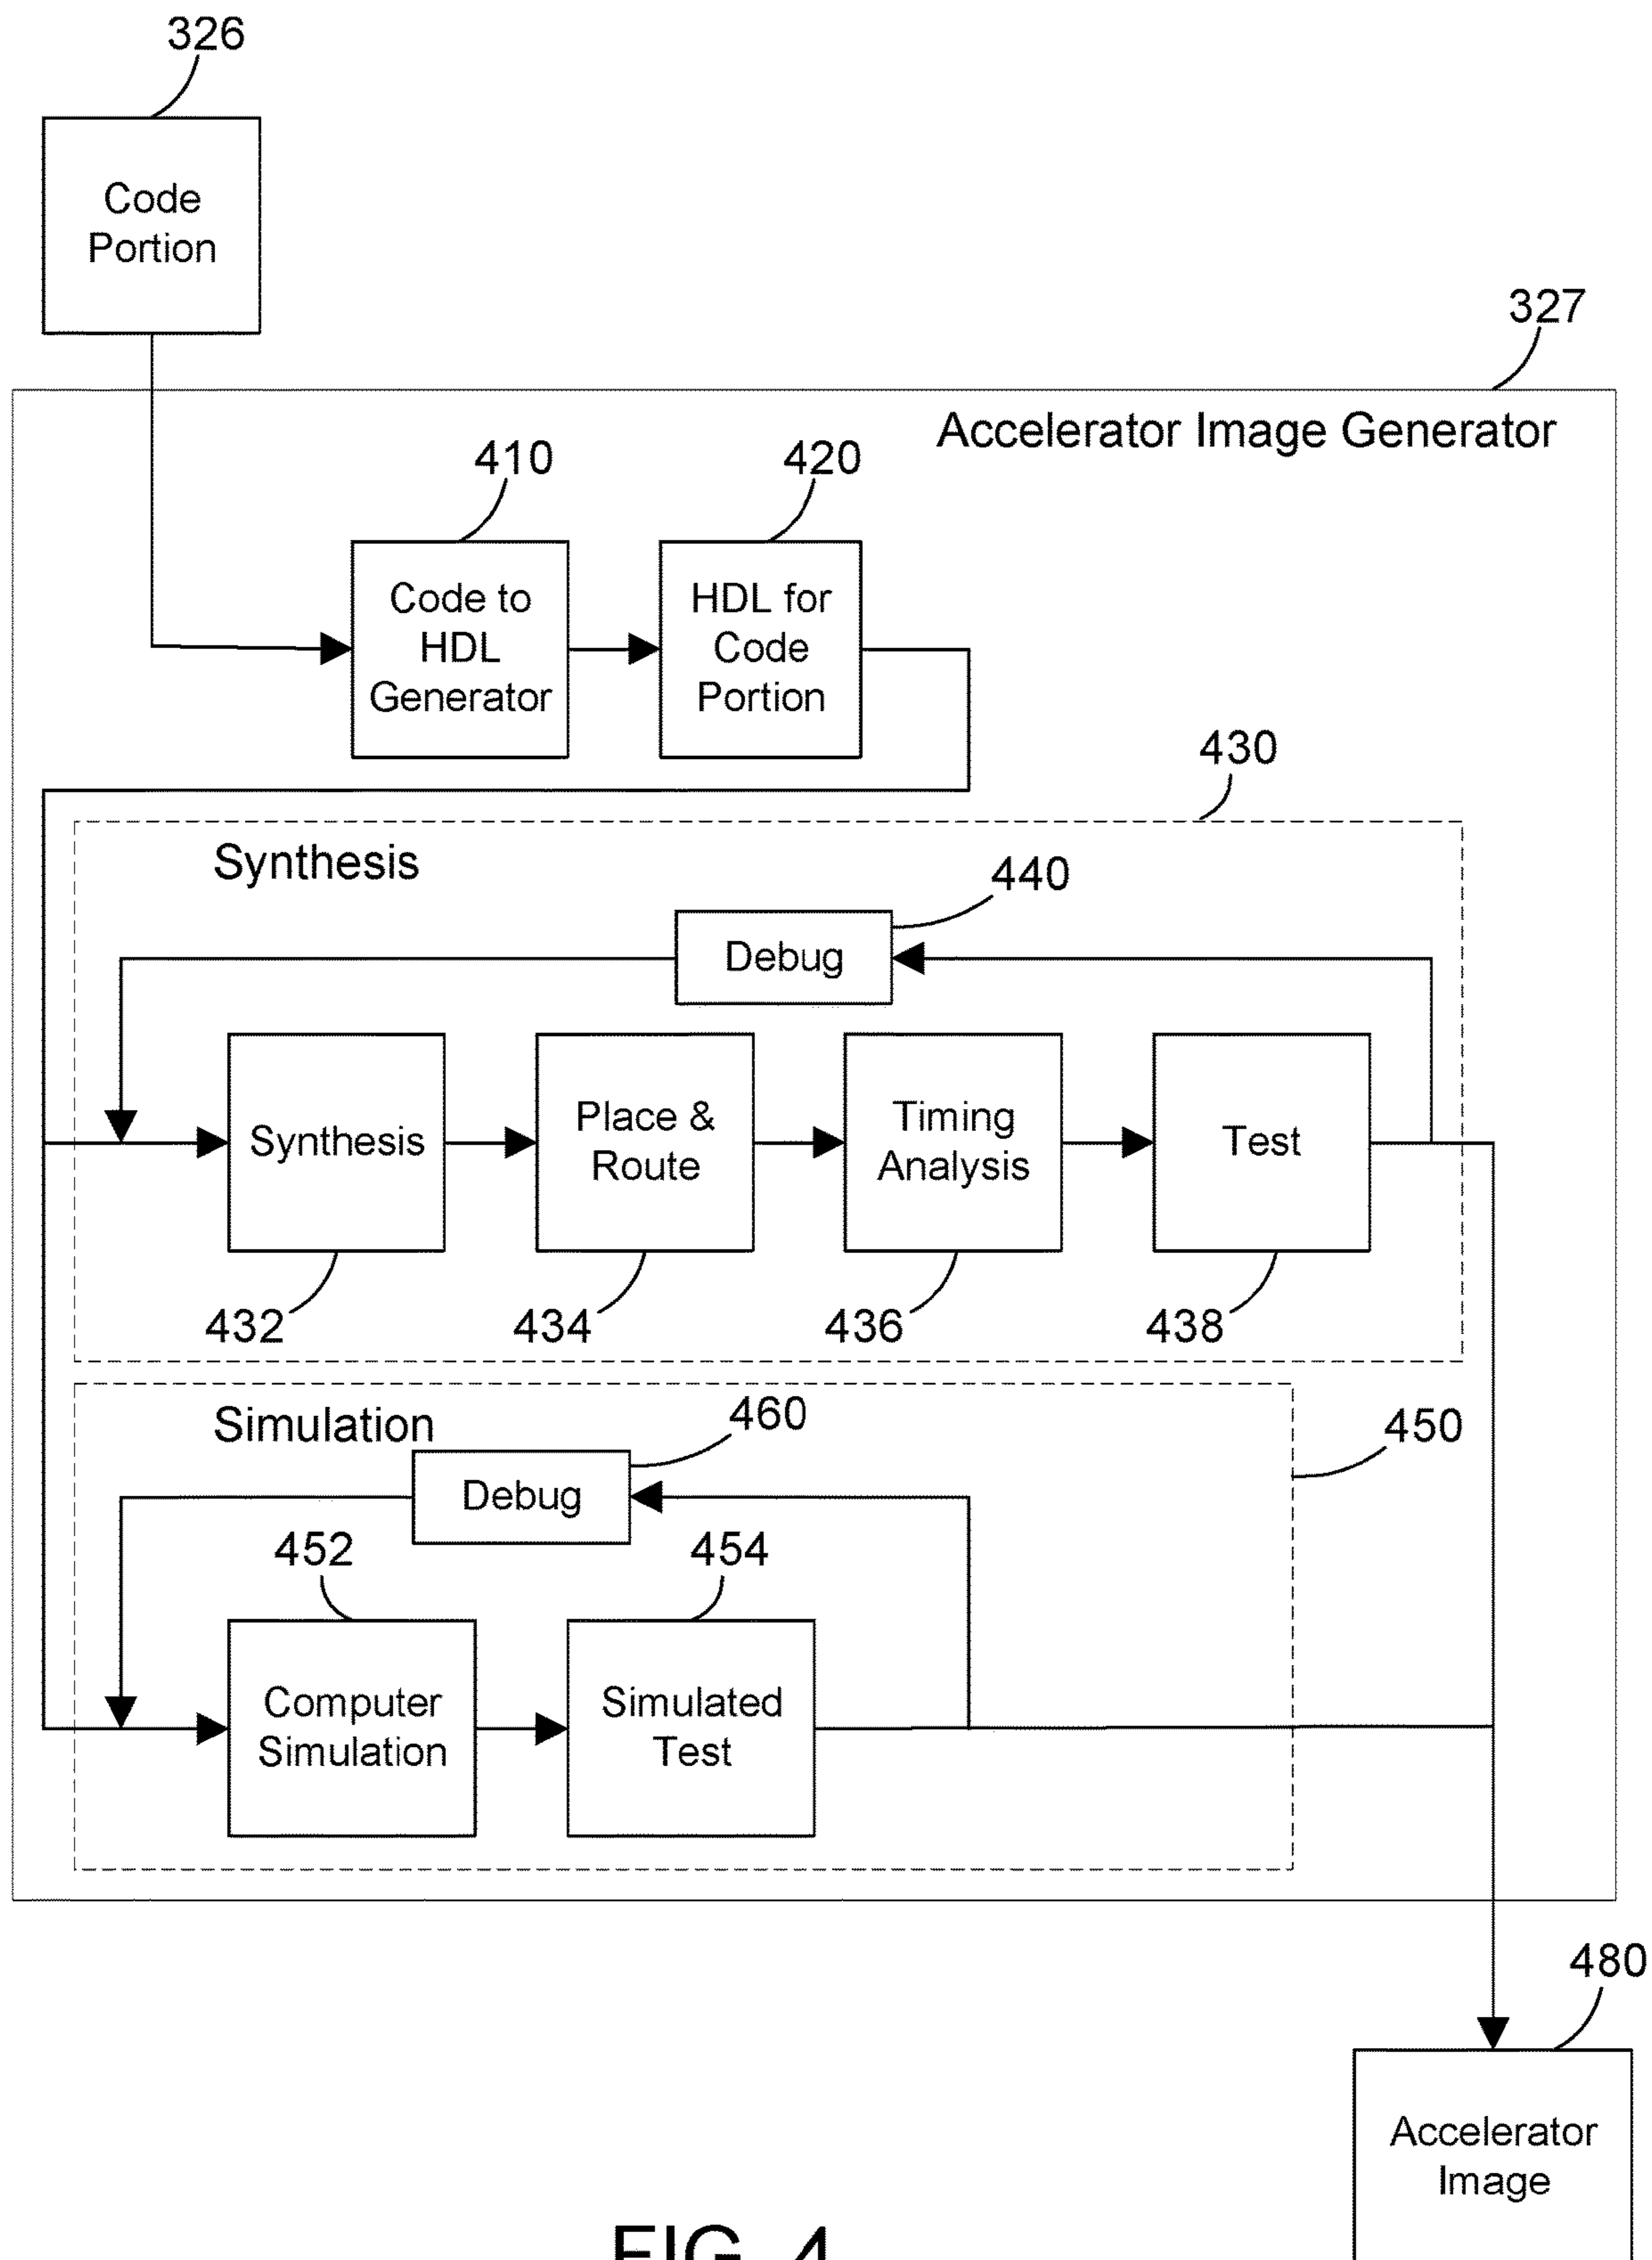 326
Code
Portion
327
Accelerator Image Generator
410
420
Code to
HDL
Generator
HDL for
Code
Portion
430
Synthesis
440
Debug
Synthesis
Place &
Route
Timing
Analysis
Test
432
434
436
438
Simulation
460
450
Debug
452
454
Computer
Simulation
Simulated
Test
480
Accelerator
Image
FIG. 4